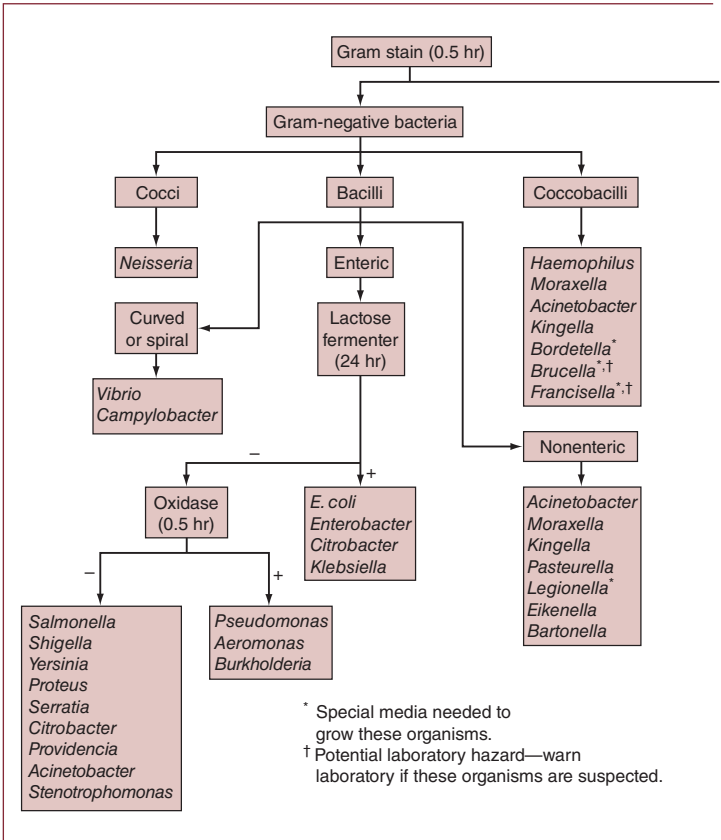 Gram stain (0.5 hr)
Gram-negative bacteria
Cocci
Bacilli
Coccobacilli
Neisseria
Enteric
Haemophilus
Moraxella
Acinetobacter
Kingella
Bordetella*
Brucella*,†
Francisella*,†
Curved
or spiral
Lactose
fermenter
(24 hr)
Vibrio
Campylobacter
Nonenteric
–
+
Oxidase
(0.5 hr)
E. coli
Enterobacter
Citrobacter
Klebsiella
Acinetobacter
Moraxella
Kingella
Pasteurella
Legionella*
Eikenella
Bartonella
–
+
Salmonella
Shigella
Yersinia
Proteus
Serratia
Citrobacter
Providencia
Acinetobacter
Stenotrophomonas
Pseudomonas
Aeromonas
Burkholderia
* Special media needed to
grow these organisms.
† Potential laboratory hazard—warn
laboratory if these organisms are suspected.